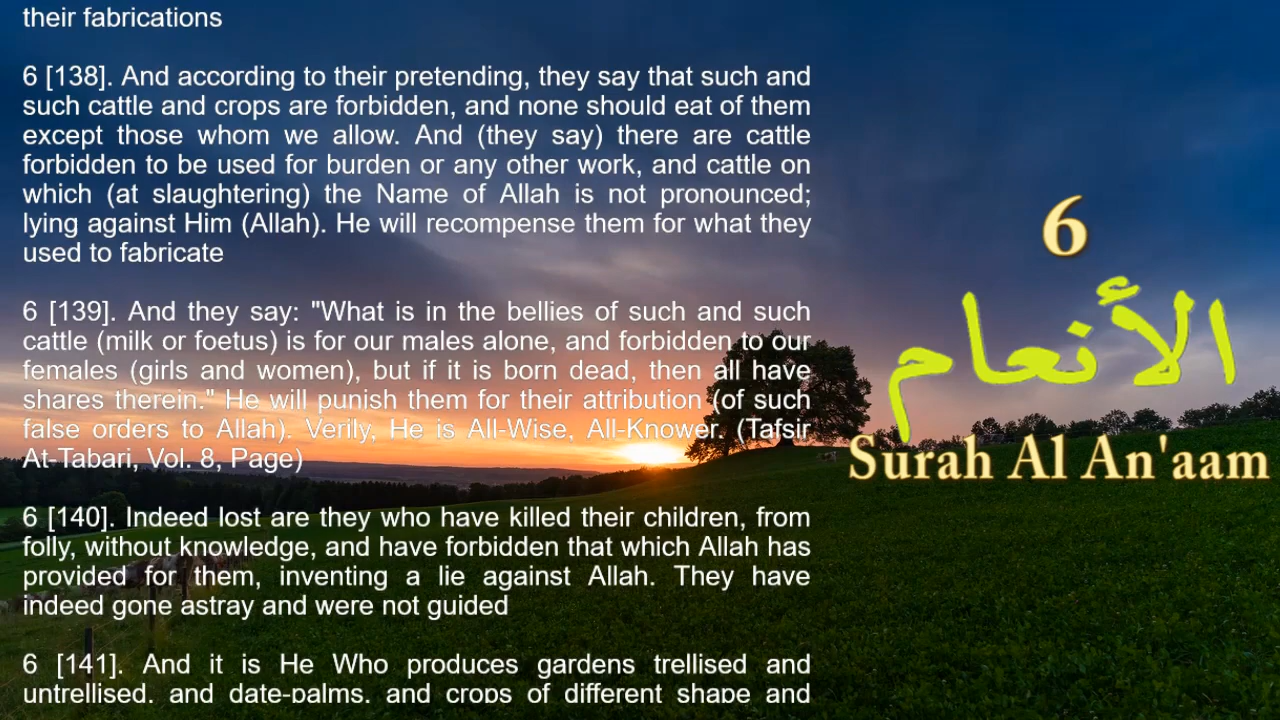 their fabrications
6 [138]. And according to their pretending, they say that such and
such cattle and crops are forbidden, and none should eat of them
except those whom we allow. And (they say) there are cattle
forbidden to be used for burden or any other work, and cattle on
which (at slaughtering) the Name of Allah is not pronounced;
lying against Him (Allah). He will recompense them for what they
used to fabricate
6 [139]. And they say: "What is in the bellies of such and such
cattle (milk or foetus) is for our males alone, and forbidden to our
females (girls and women), but if it is born dead, then all have
shares therein." He will punish them for their attribution (of such
false orders to Allah). Verily, He is All-Wise, All-Knower. (Tafsir
At-Tabari, Vol. 8, Page)
6 [140]. Indeed lost are they who have killed their children, from
folly, without knowledge, and have forbidden that which Allah has
provided for them, inventing a lie against Allah. They have
indeed gone astray and were not guided
6 [141]. And it is He Who produces gardens trellised and
untrellised, and date-palms, and crops of different shape and
6
الأنعام
Surah Al An'aam